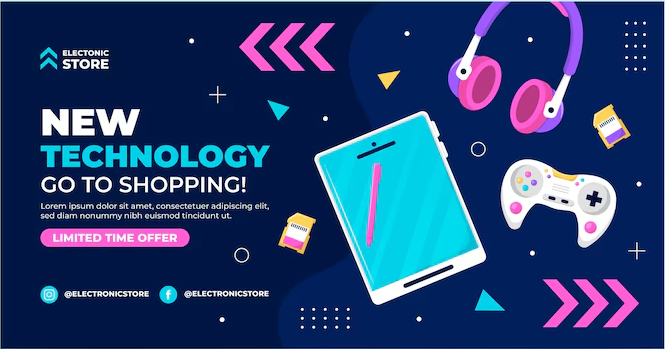 ELECTONIC
STORE
NEW
TECHNOLOGY
GO TO SHOPPING!
Lorem ipsum dolor sit amet, consectetuer adipiscing elit,
sed diam nonummy nibh euismod tincidunt ut.
LIMITED TIME OFFER
@ELECTRONICSTORE @ELECTRONICSTORE